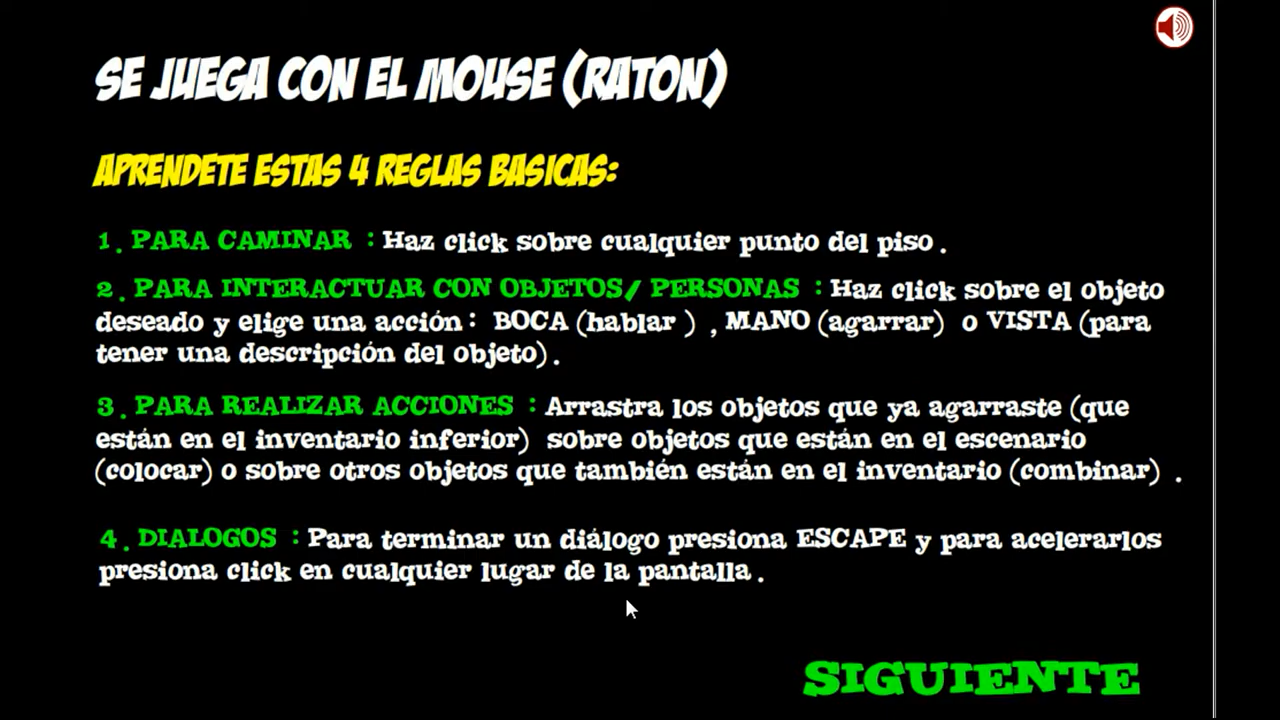 SE JUEGA CON EL MOUSE (RATON)
APRENDETE ESTAS 4 REGLAS BASICAS:
1. PARA CAMINAR : Haz click sobre cualquier punto del piso.
2. PARA INTERACTUAR CON OBJETOS/ PERSONAS : Haz click sobre el objeto
deseado y elige una acción: BOCA (hablar ) , MANO (agarrar) o VISTA (para
tener una descripción del objeto).
3. PARA REALIZAR ACCIONES : Arrastra los objetos que ya agarraste (que
están en el inventario inferior) sobre objetos que están en el escenario
(colocar) o sobre otros objetos que también están en el inventario (combinar) .
4. DIALOGOS : Para terminar un diálogo presiona ESCAPE y para acelerarlos
presiona click en cualquier lugar de la pantalla.
SIGUIENTE